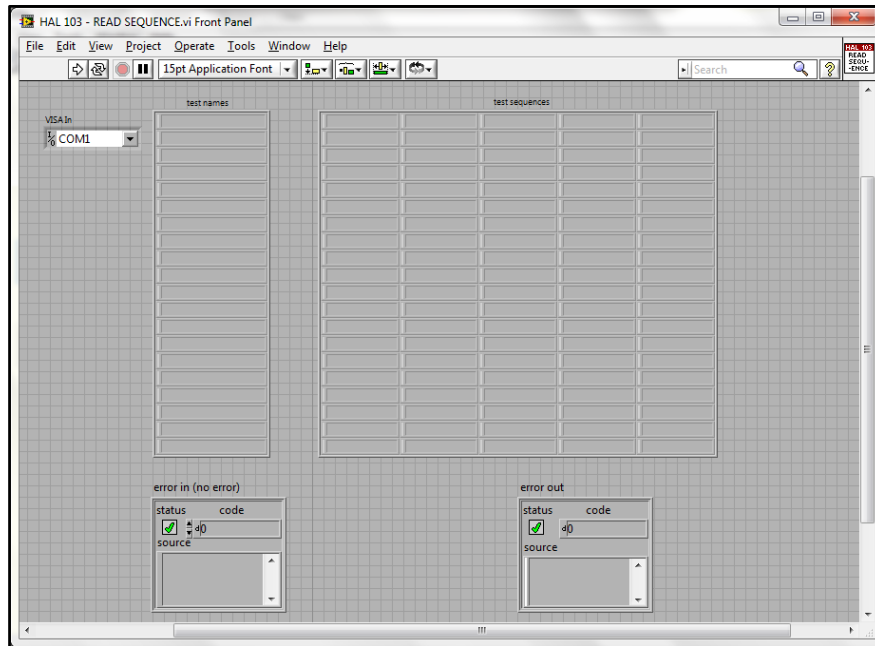 HAL 103 - READ SEQUENCE.vi Front Panel
File Edit View Project Operate Tools Window Help
15pt Application Font
Search
?
HAL 103
READ
SEQU-
-ENCE
test names
test sequences
VISA In
I/O COM1
error in (no error)
status code
d0
source
error out
status code
d0
source